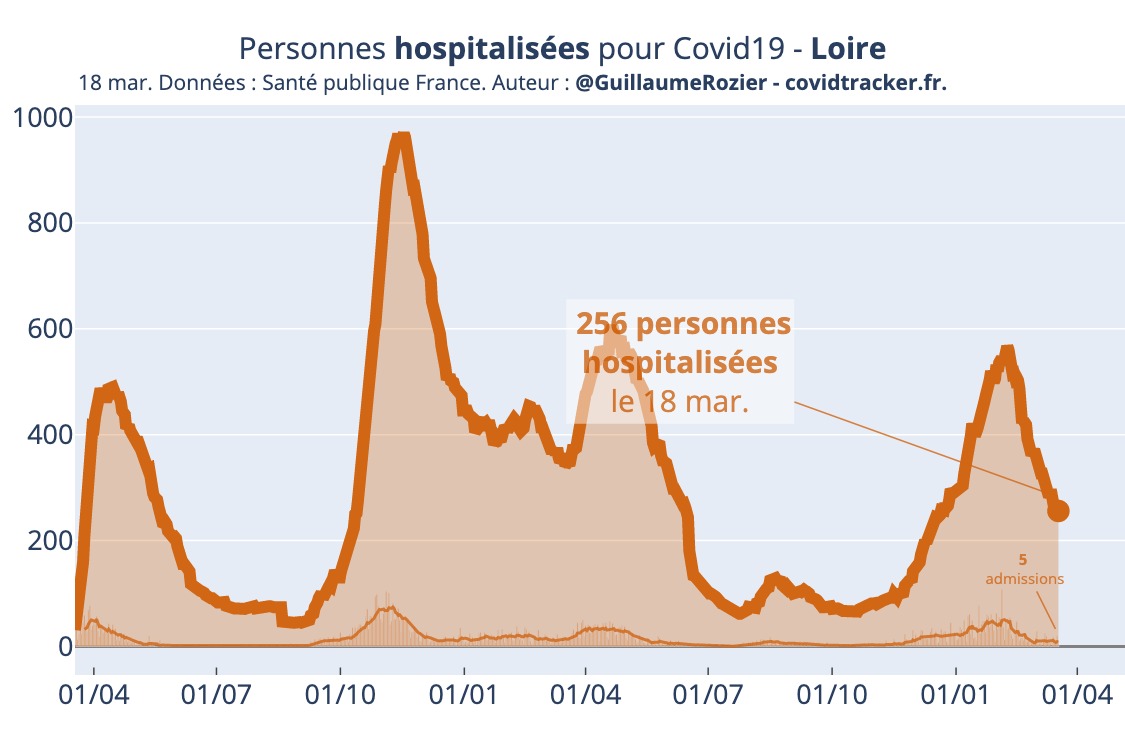 Personnes hospitalisées pour Covid19 - Loire
18 mar. Données : Santé publique France. Auteur : @GuillaumeRozier - covidtracker.fr.
1000
800
600
400
200
0
256 personnes
hospitalisées
le 18 mar.
5
admissions
01/04 01/07 01/10 01/01 01/04 01/07 01/10 01/01 01/04